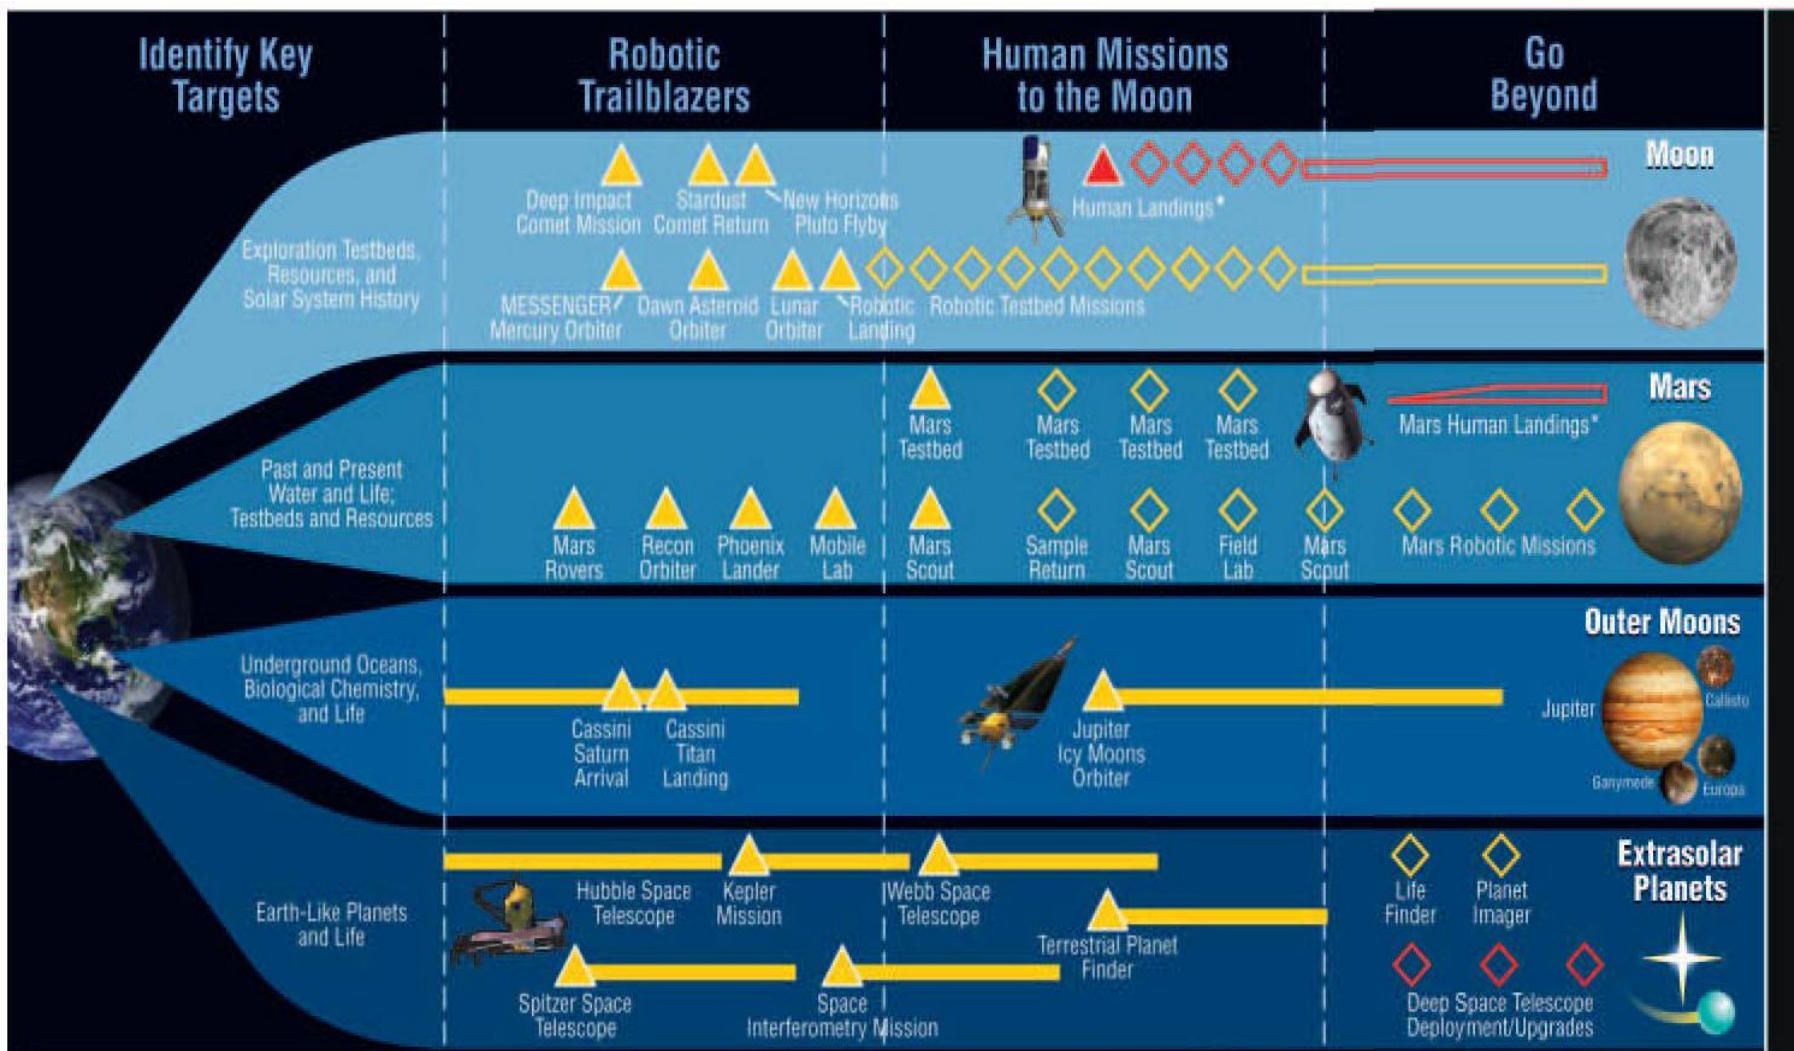 Identify Key
Targets
Robotic
Trailblazers
Human Missions
to the Moon
Go
Beyond
Exploration Testbeds,
Resources, and
Solar System History
Deep Impact
Comet Mission
Stardust
Comet Return
New Horizons
Pluto Flyby
Human Landings*
Moon
MESSENGER
Mercury Orbiter
Dawn Asteroid
Orbiter
Lunar
Orbiter
Robotic
Landing
Robotic Testbed Missions
Past and Present
Water and Life;
Testbeds and Resources
Mars
Testbed
Mars
Testbed
Mars
Testbed
Mars
Testbed
Mars Human Landings*
Mars
Mars
Rovers
Recon
Orbiter
Phoenix
Lander
Mobile
Lab
Mars
Scout
Sample
Return
Mars
Scout
Field
Lab
Mars
Scout
Mars Robotic Missions
Underground Oceans,
Biological Chemistry,
and Life
Cassini
Saturn
Arrival
Cassini
Titan
Landing
Jupiter
Icy Moons
Orbiter
Outer Moons
Jupiter
Callisto
Ganymede
Europa
Earth-Like Planets
and Life
Hubble Space
Telescope
Kepler
Mission
Webb Space
Telescope
Terrestrial Planet
Finder
Spitzer Space
Telescope
Space
Interferometry Mission
Life
Finder
Planet
Imager
Deep Space Telescope
Deployment/Upgrades
Extrasolar
Planets